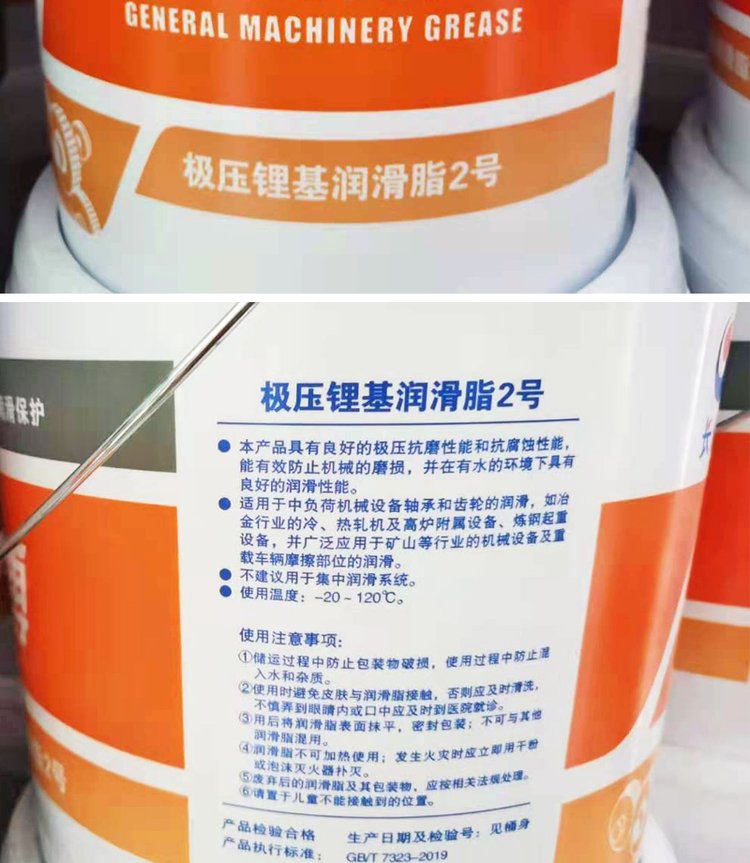 GENERAL MACHINERY GREASE
极压锂基润滑脂2号
滑保护
极压锂基润滑脂2号
●本产品具有良好的极压抗磨性能和抗腐蚀性能，
能有效防止机械的磨损，并在有水的环境下具有
良好的润滑性能。
●适用于中负荷机械设备轴承和齿轮的润滑，如冶
金行业的冷、热轧机及高炉附属设备、炼钢起重
设备，并广泛应用于矿山等行业的机械设备及重
载车辆摩擦部位的润滑。
●不建议用于集中润滑系统。
●使用温度：-20～120℃。
使用注意事项：
①储运过程中防止包装物破损，使用过程中防止混
入水和杂质。
②使用时避免皮肤与润滑脂接触，否则应及时清洗，
不慎弄到眼睛内或口中应及时到医院就诊。
③用后将润滑脂表面抹平，密封包装；不可与其他
润滑脂混用。
④润滑脂不可加热使用；发生火灾时应立即用干粉
或泡沫灭火器扑灭。
⑤废弃后的润滑脂及其包装物，应按相关法规处理。
⑥请置于儿童不能接触到的位置。
产品检验合格 生产日期及检验号：见桶身
产品执行标准： GB/T 7323-2019
脂2号
长